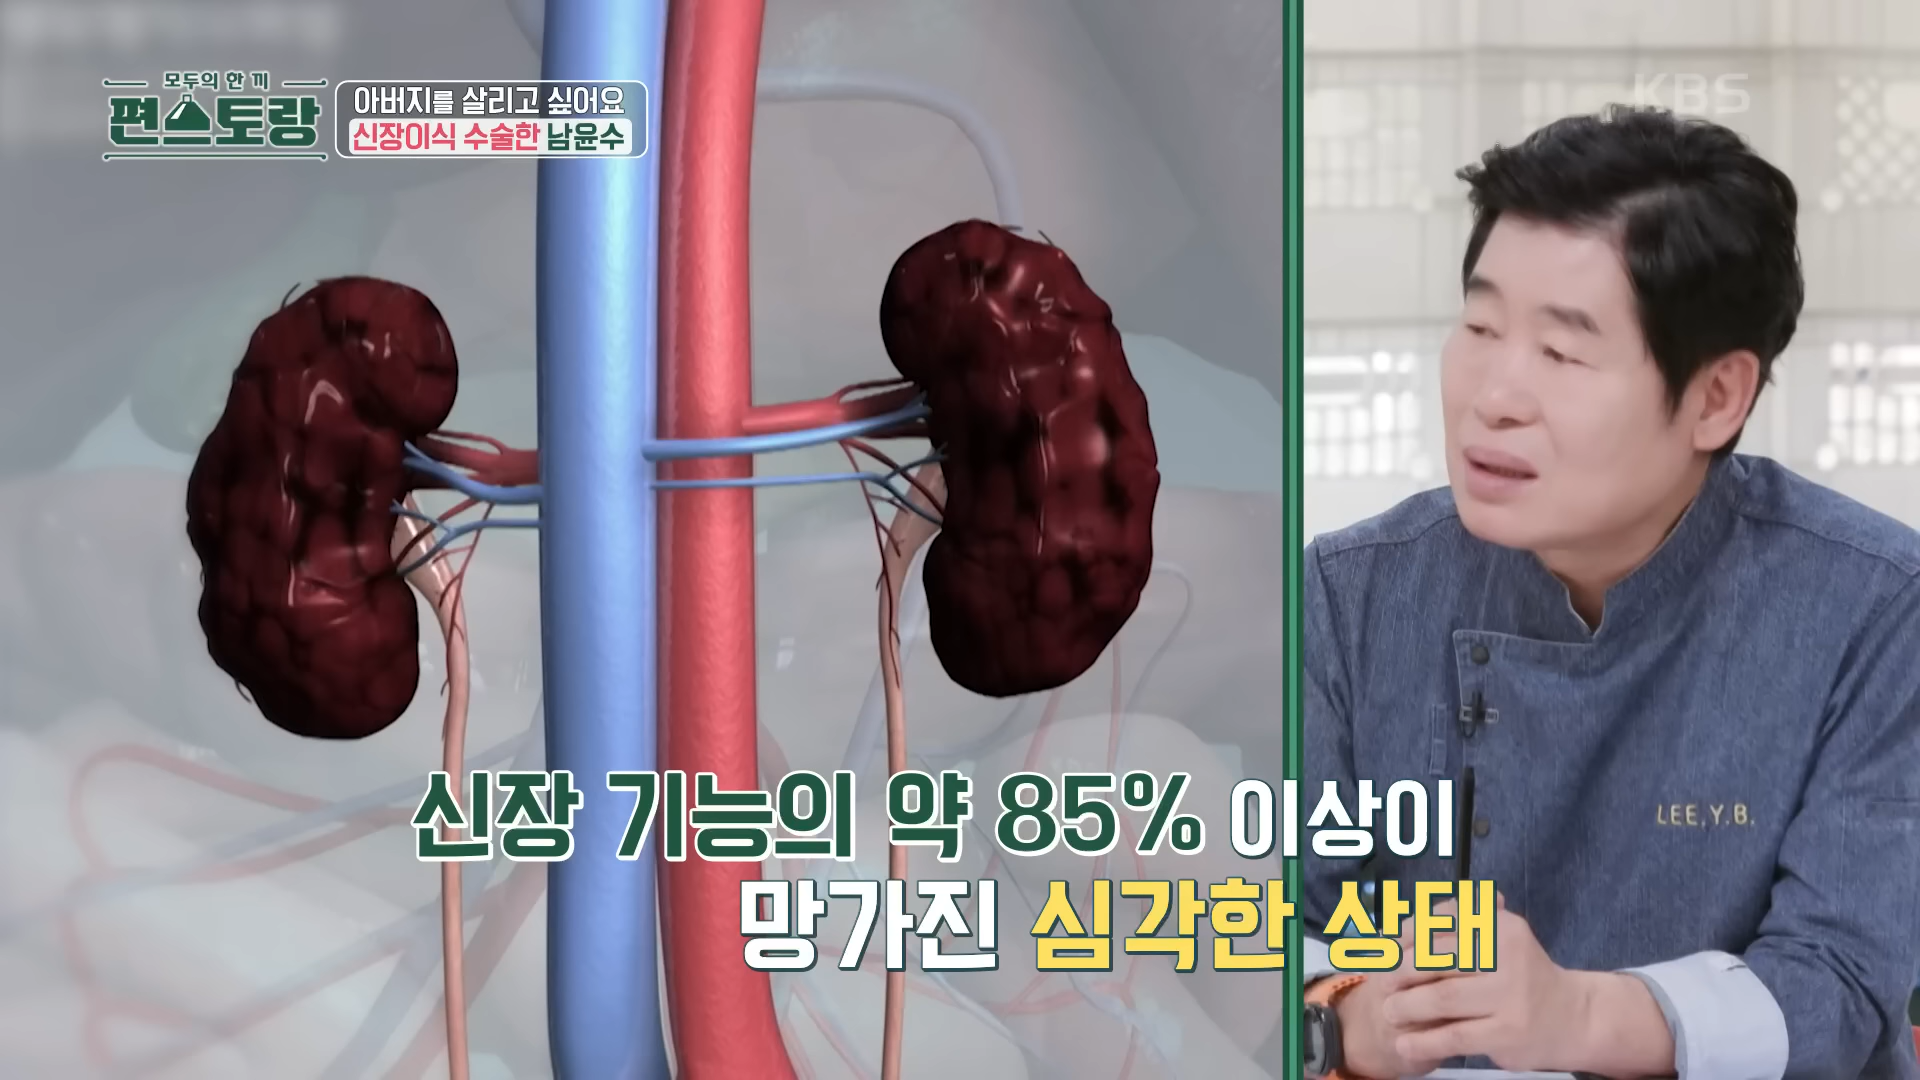 모두의 한 끼
편스토랑
아버지를 살리고 싶어요
신장이식 수술한 남윤수
KBS
신장 기능의 약 85% 이상이
망가진 심각한 상태
LEE, Y.B.